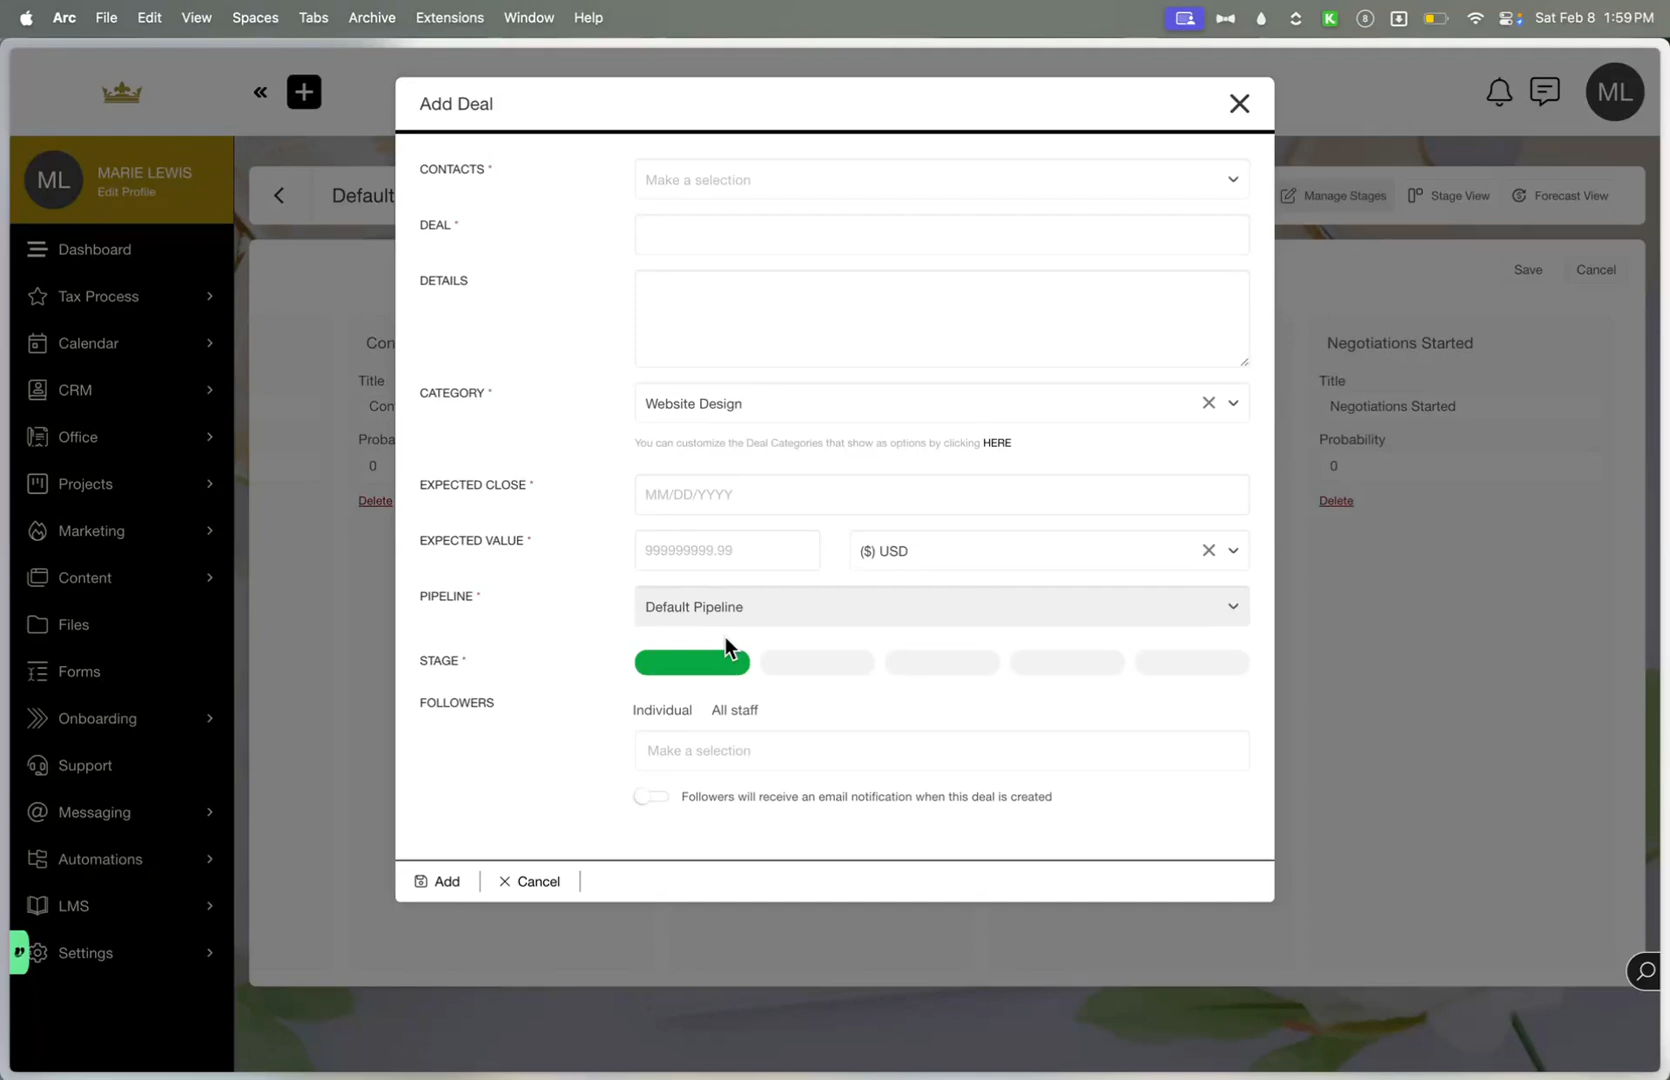 Arc File Edit View Spaces Tabs Archive Extensions Window Help K 8 Sat Feb 8 1:59 PM
« + ML
ML MARIE LEWIS
Edit Profile
Dashboard
Tax Process
Calendar
CRM
Office
Projects
Marketing
Content
Files
Forms
Onboarding
Support
Messaging
Automations
LMS
Settings
Default
Manage Stages Stage View Forecast View
Save Cancel
Con
Title
Con
Proba
0
Delete
Negotiations Started
Title
Negotiations Started
Probability
0
Delete
Add Deal
CONTACTS * Make a selection
DEAL *
DETAILS
CATEGORY * Website Design
You can customize the Deal Categories that show as options by clicking HERE
EXPECTED CLOSE * MM/DD/YYYY
EXPECTED VALUE * 999999999.99 ($) USD
PIPELINE * Default Pipeline
STAGE *
FOLLOWERS
Individual All staff
Make a selection
Followers will receive an email notification when this deal is created
Add Cancel